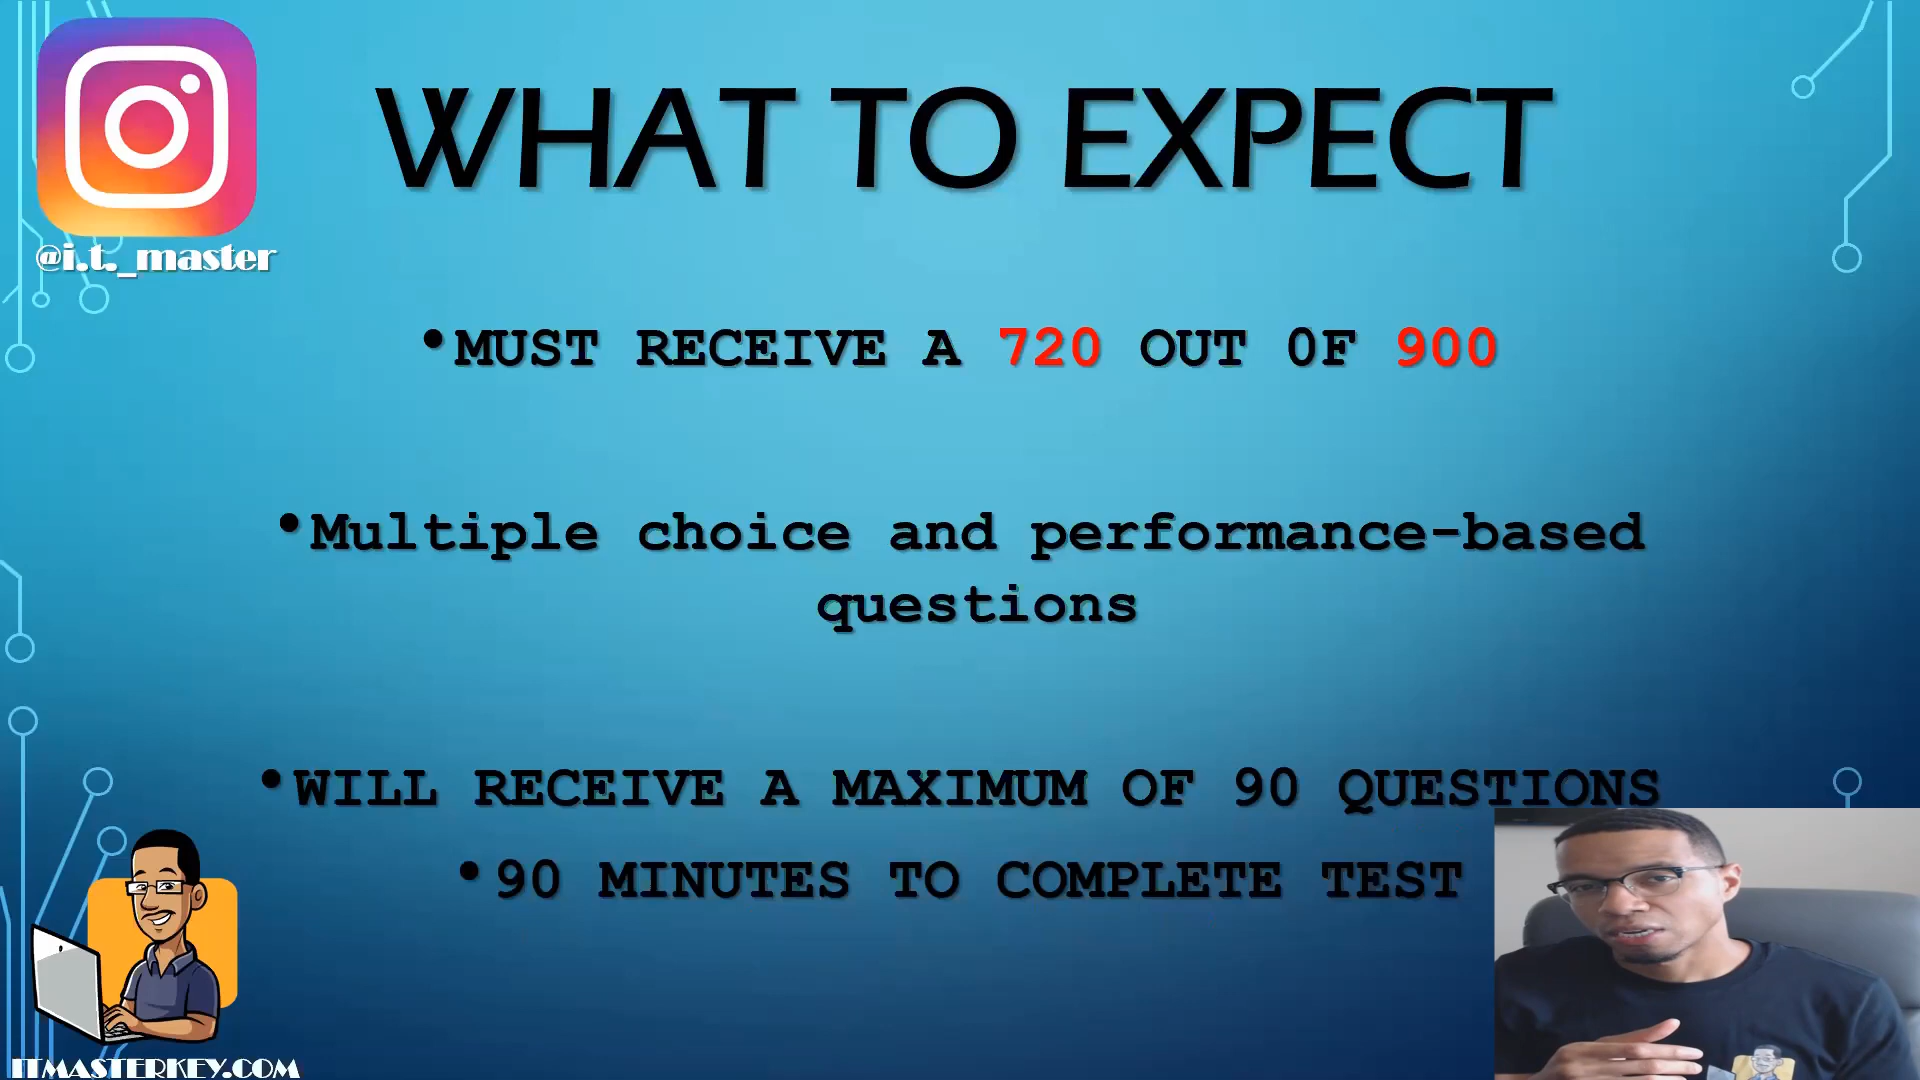 WHAT TO EXPECT
@i.t._master
•MUST RECEIVE A 720 OUT 0F 900
•Multiple choice and performance-based
questions
•WILL RECEIVE A MAXIMUM OF 90 QUESTIONS
•90 MINUTES TO COMPLETE TEST
ITMASTERKEY.COM